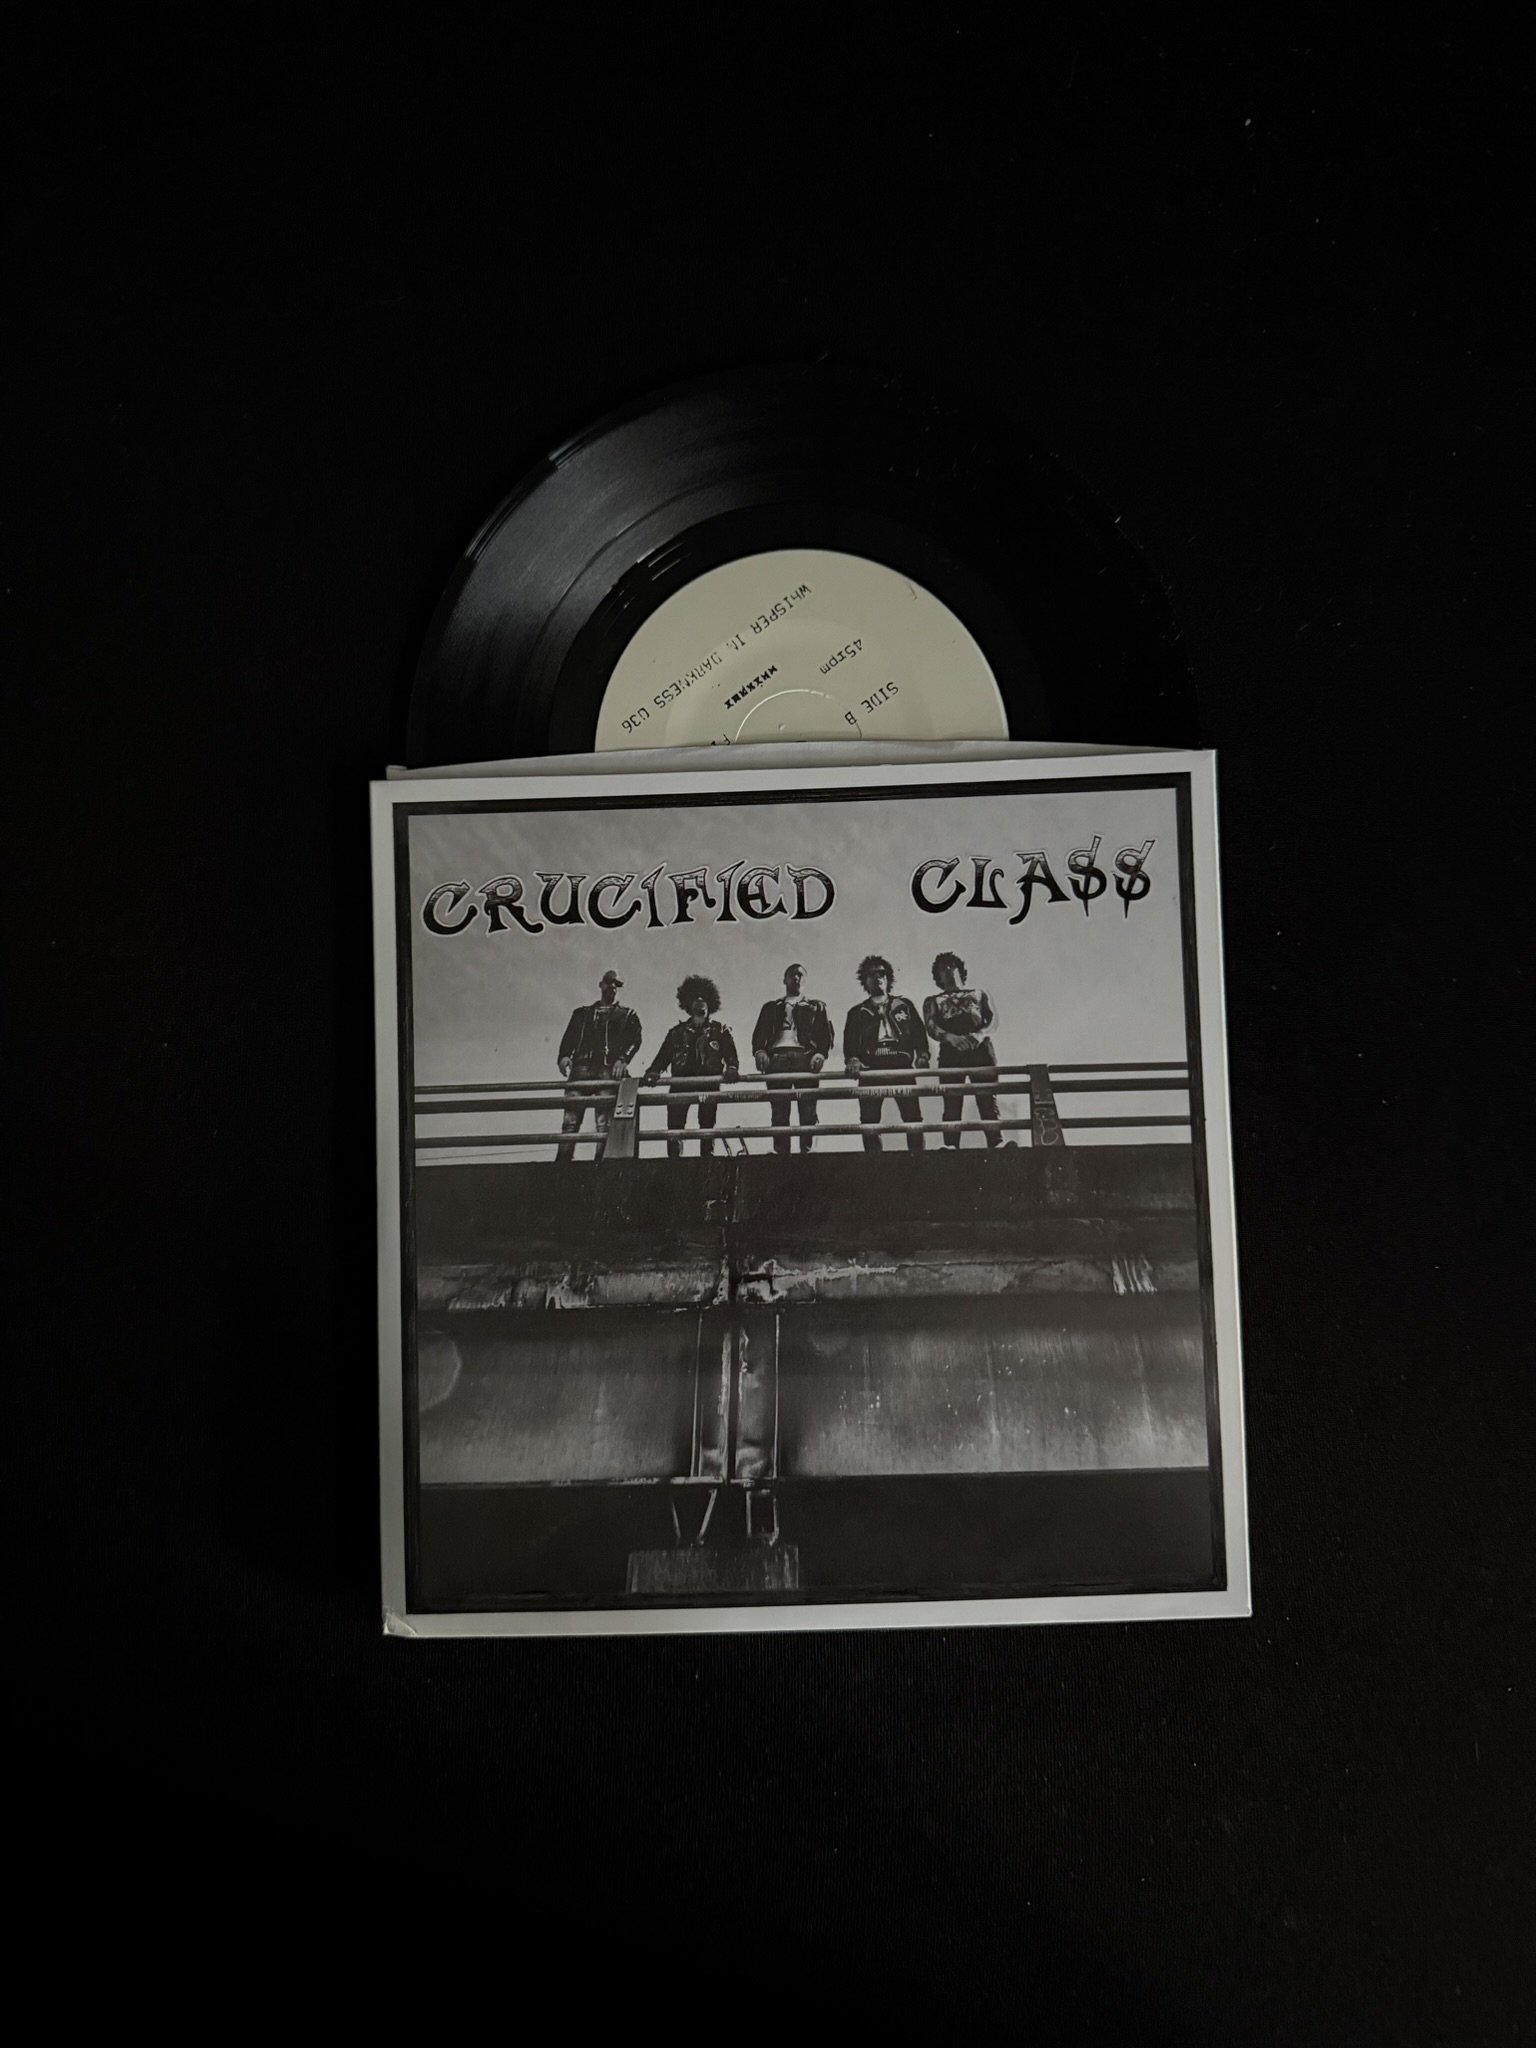 WhISPER IN DARKNESS 036
45rpm
SIDE B
CRUCIFIED CLA$$